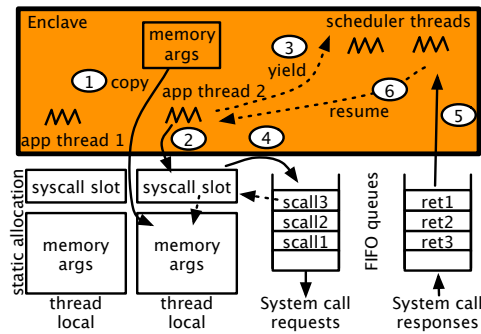 Enclave
scheduler threads
memory
args
3
yield
1
copy
app thread 2
6
resume
5
app thread 1
2
4
static allocation
syscall slot
syscall slot
memory
args
memory
args
thread
local
thread
local
scall3
scall2
scall1
System call
requests
FIFO queues
ret1
ret2
ret3
System call
responses